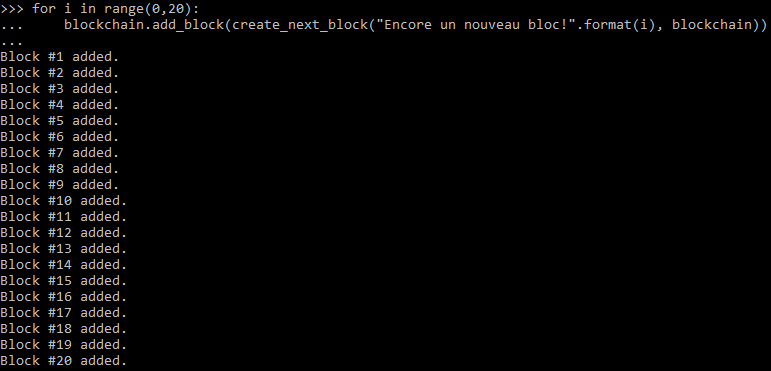 >>> for i in range(0,20):
...     blockchain.add_block(create_next_block("Encore un nouveau bloc!".format(i), blockchain))
...
Block #1 added.
Block #2 added.
Block #3 added.
Block #4 added.
Block #5 added.
Block #6 added.
Block #7 added.
Block #8 added.
Block #9 added.
Block #10 added.
Block #11 added.
Block #12 added.
Block #13 added.
Block #14 added.
Block #15 added.
Block #16 added.
Block #17 added.
Block #18 added.
Block #19 added.
Block #20 added.